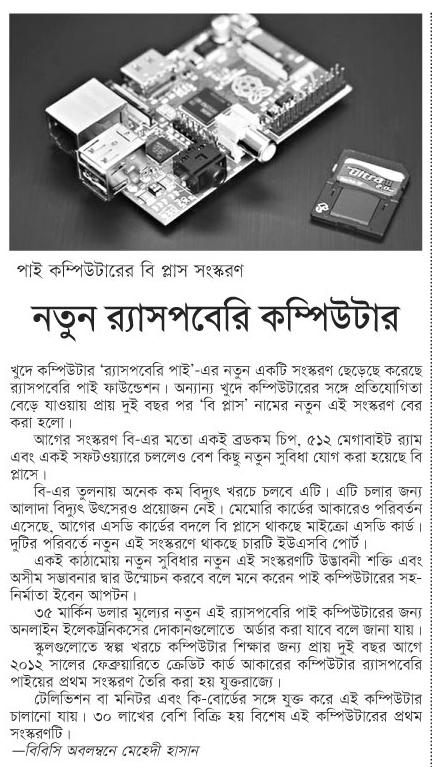 Ultra
2.0GB
পাই কম্পিউটারের বি প্লাস সংস্করণ
নতুন র‍্যাসপবেরি কম্পিউটার
খুদে কম্পিউটার ‘র‍্যাসপবেরি পাই’-এর নতুন একটি সংস্করণ ছেড়েছে করেছে
র‍্যাসপবেরি পাই ফাউন্ডেশন। অন্যান্য খুদে কম্পিউটারের সঙ্গে প্রতিযোগিতা
বেড়ে যাওয়ায় প্রায় দুই বছর পর ‘বি প্লাস’ নামের নতুন এই সংস্করণ বের
করা হলো।
আগের সংস্করণ বি-এর মতো একই ব্রডকম চিপ, ৫১২ মেগাবাইট র‍্যাম
এবং একই সফটওয়্যারে চললেও বেশ কিছু নতুন সুবিধা যোগ করা হয়েছে বি
প্লাসে।
বি-এর তুলনায় অনেক কম বিদ্যুৎ খরচে চলবে এটি। এটি চলার জন্য
আলাদা বিদ্যুৎ উৎসেরও প্রয়োজন নেই। মেমোরি কার্ডের আকারেও পরিবর্তন
এসেছে, আগের এসডি কার্ডের বদলে বি প্লাসে থাকছে মাইক্রো এসডি কার্ড।
দুটির পরিবর্তে নতুন এই সংস্করণে থাকছে চারটি ইউএসবি পোর্ট।
একই কাঠামোয় নতুন সুবিধার নতুন এই সংস্করণটি উদ্ভাবনী শক্তি এবং
অসীম সম্ভাবনার দ্বার উম্মোচন করবে বলে মনে করেন পাই কম্পিউটারের সহ-
নির্মাতা ইবেন আপটন।
৩৫ মার্কিন ডলার মূল্যের নতুন এই র‍্যাসপবেরি পাই কম্পিউটারের জন্য
অনলাইন ইলেকট্রনিকসের দোকানগুলোতে অর্ডার করা যাবে বলে জানা যায়।
স্কুলগুলোতে স্বল্প খরচে কম্পিউটার শিক্ষার জন্য প্রায় দুই বছর আগে
২০১২ সালের ফেব্রুয়ারিতে ক্রেডিট কার্ড আকারের কম্পিউটার র‍্যাসপবেরি
পাইয়ের প্রথম সংস্করণ তৈরি করা হয় যুক্তরাজ্যে।
টেলিভিশন বা মনিটর এবং কি-বোর্ডের সঙ্গে যুক্ত করে এই কম্পিউটার
চালানো যায়। ৩০ লাখের বেশি বিক্রি হয় বিশেষ এই কম্পিউটারের প্রথম
সংস্করণটি।
—বিবিসি অবলম্বনে মেহেদী হাসান